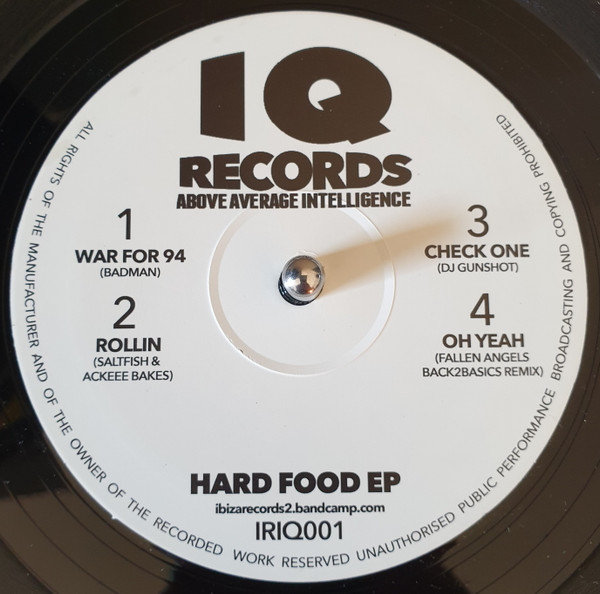 IQ
RECORDS
ABOVE AVERAGE INTELLIGENCE
1
WAR FOR 94
(BADMAN)
2
ROLLIN
(SALTFISH &
ACKEEE BAKES)
3
CHECK ONE
(DJ GUNSHOT)
4
OH YEAH
(FALLEN ANGELS
BACK2BASICS REMIX)
HARD FOOD EP
ibizarecords2.bandcamp.com
IRIQ001
ALL RIGHTS OF THE MANUFACTURER AND OF THE OWNER OF THE RECORDED WORK RESERVED UNAUTHORISED PUBLIC PERFORMANCE BROADCASTING AND COPYING PROHIBITED